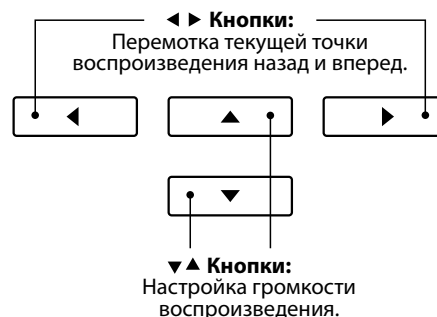 ◀ ▶ Кнопки:
Перемотка текущей точки
воспроизведения назад и вперед.
◀
▲
▶
▼
▼▲ Кнопки:
Настройка громкости
воспроизведения.